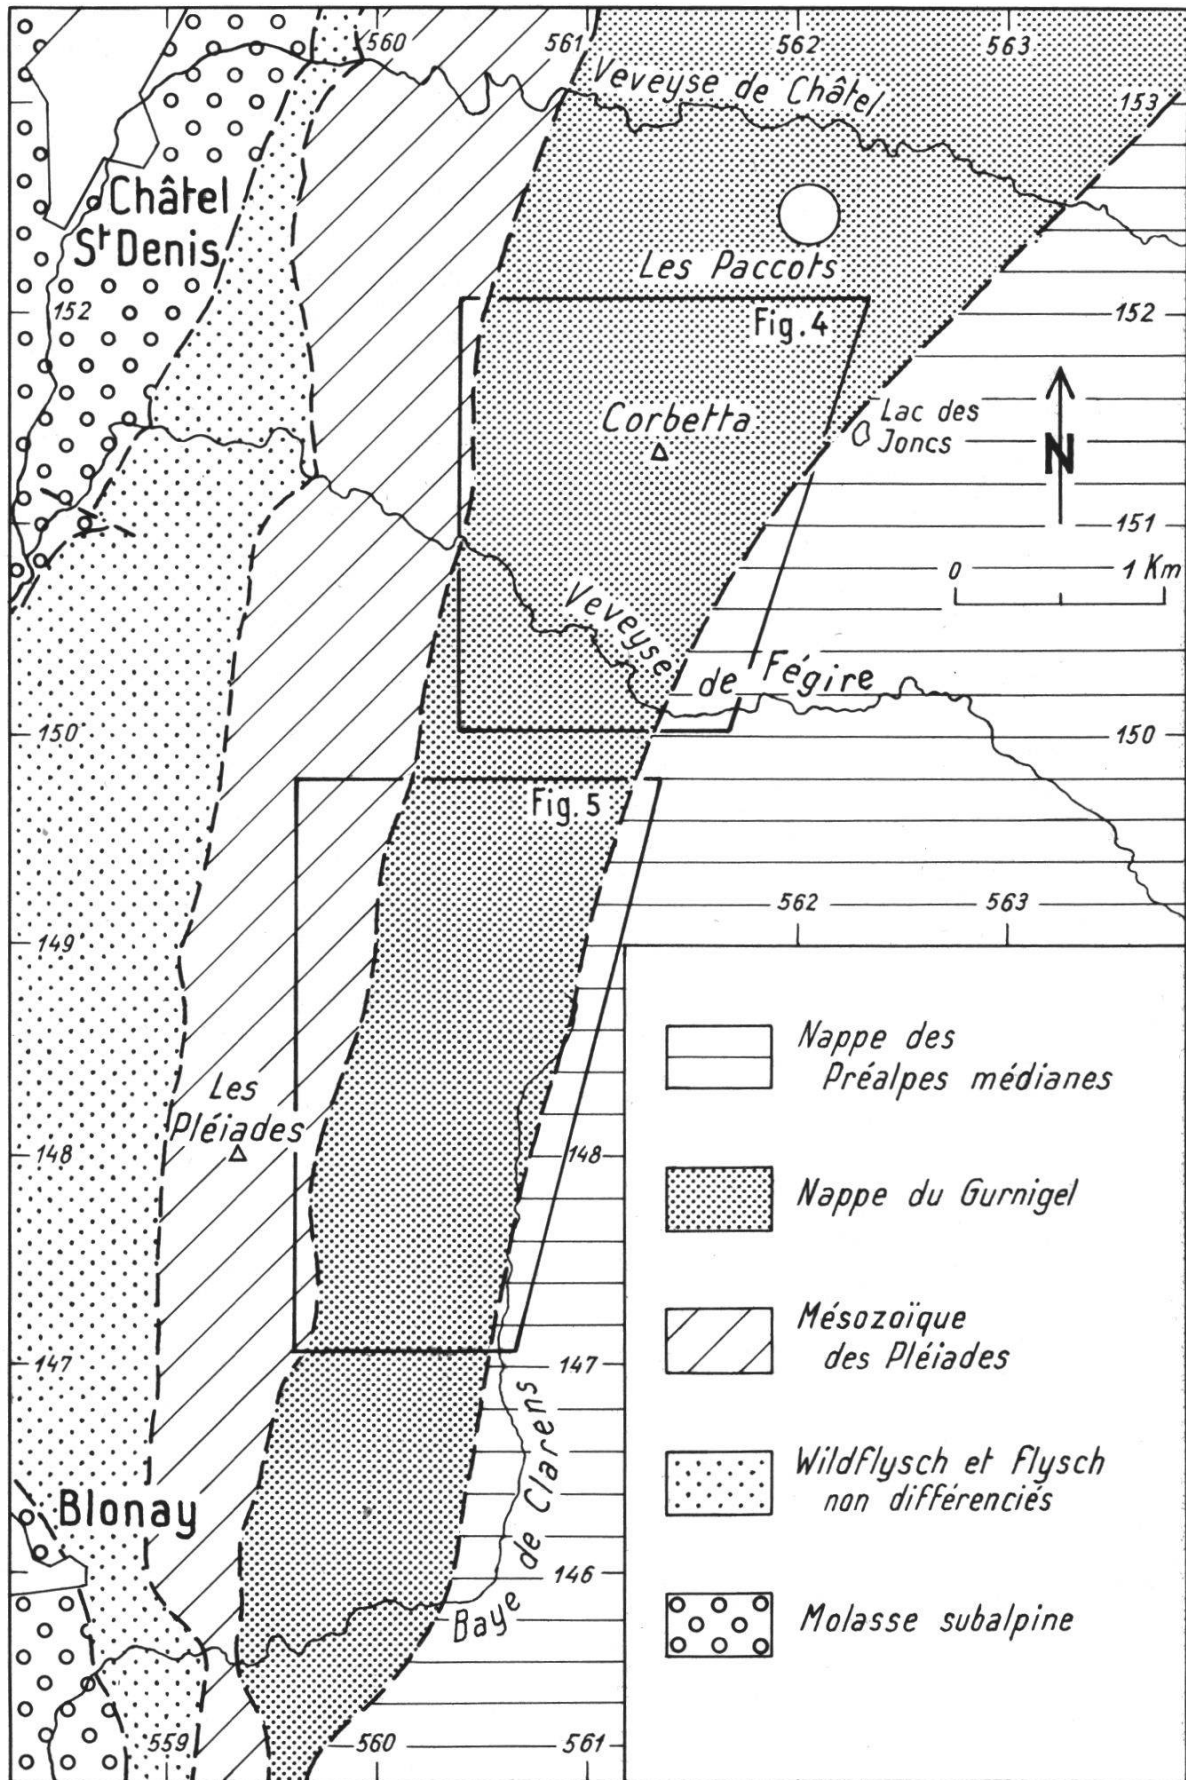 560
561
562
563
Veveyse de Châtel
153
Châtel
Sᵗ Denis
Les Paccots
152
152
Fig. 4
Corbetta
Lac des
Joncs
N
151
0
1 Km
Veveyse de Fégire
150
150
Fig. 5
562
563
149
Nappe des
Préalpes médianes
Les
Pléiades
148
148
Nappe du Gurnigel
Mésozoïque
des Pléiades
147
147
Baye de Clarens
Wildflysch et Flysch
non différenciés
Blonay
146
Molasse subalpine
559
560
561